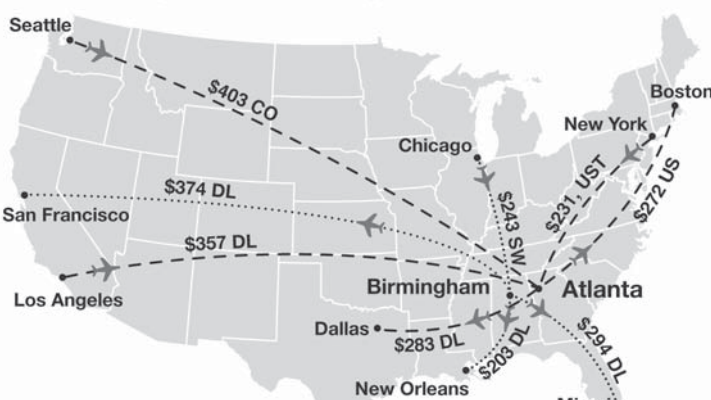 Seattle
$403 CO
Boston
New York
Chicago
$231, UST
$272 US
$374 DL
San Francisco
$243 SW
$357 DL
Los Angeles
Birmingham
Atlanta
Dallas
$283 DL
$203 DL
$294 DL
New Orleans